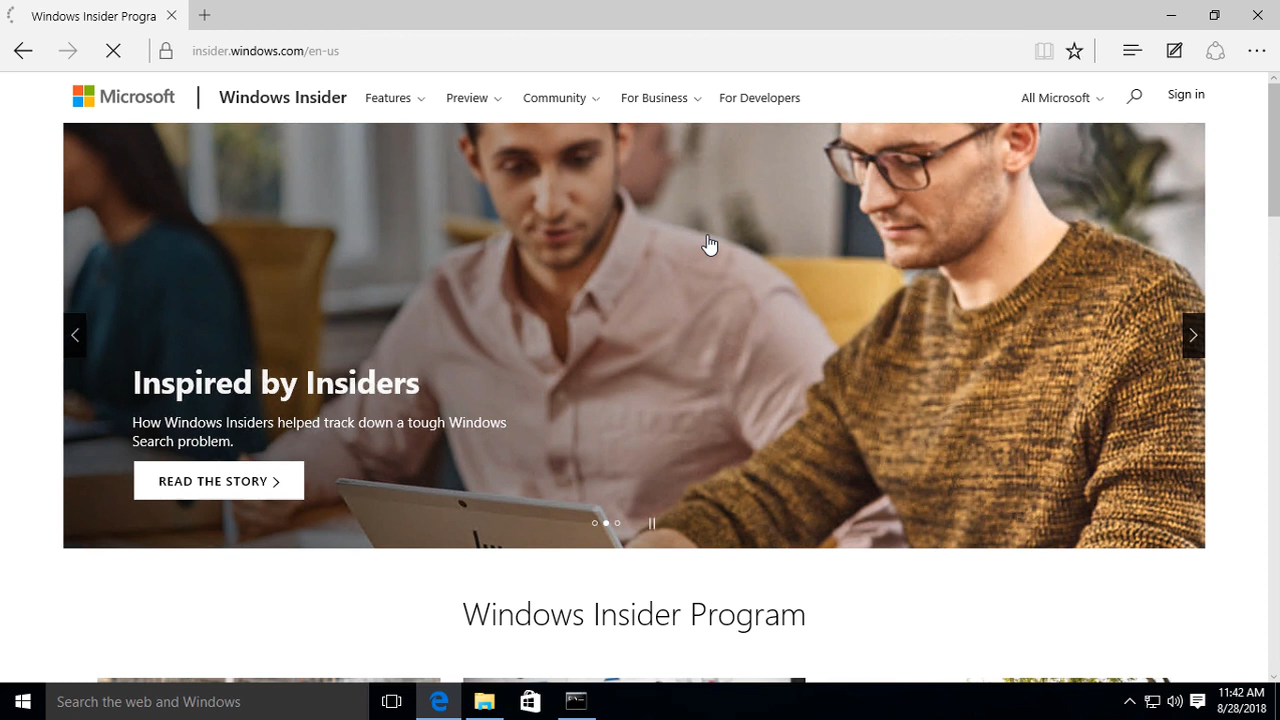 Windows Insider Progra
insider.windows.com/en-us
Microsoft
Windows Insider
Features
Preview
Community
For Business
For Developers
All Microsoft
Sign in
Inspired by Insiders
How Windows Insiders helped track down a tough Windows
Search problem.
READ THE STORY
Windows Insider Program
Search the web and Windows
11:42 AM
8/28/2018